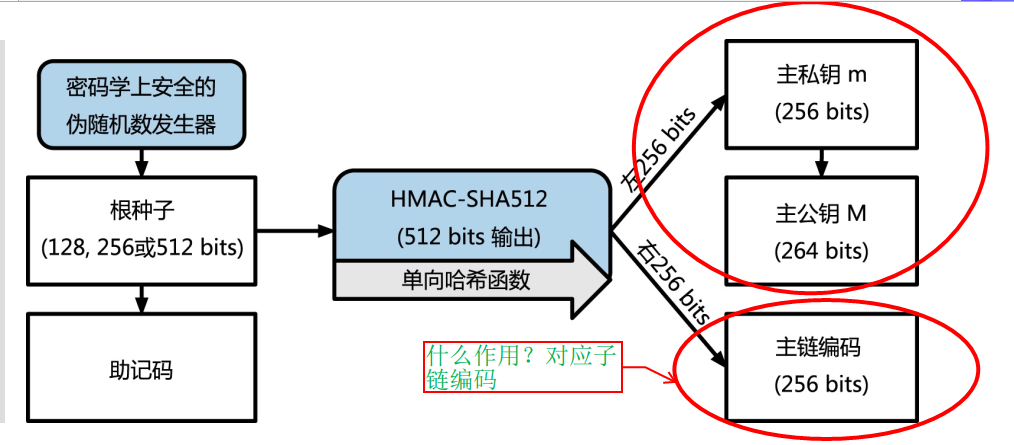 密码学上安全的
伪随机数发生器
根种子
(128, 256或512 bits)
助记码
HMAC-SHA512
(512 bits 输出)
单向哈希函数
左256 bits
右256 bits
主私钥 m
(256 bits)
主公钥 M
(264 bits)
主链编码
(256 bits)
什么作用？对应子
链编码